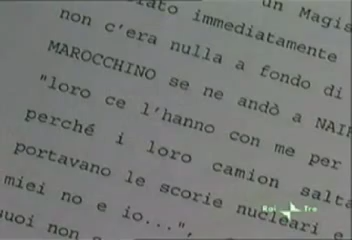 un Magis
ato immediatamente
non c'era nulla a fondo di
MAROCCHINO se ne andò a NAIR
"loro ce l'hanno con me per
perché i loro camion salta
portavano le scorie nucleari e
miei no e io...",
uoi non
Rai Tre